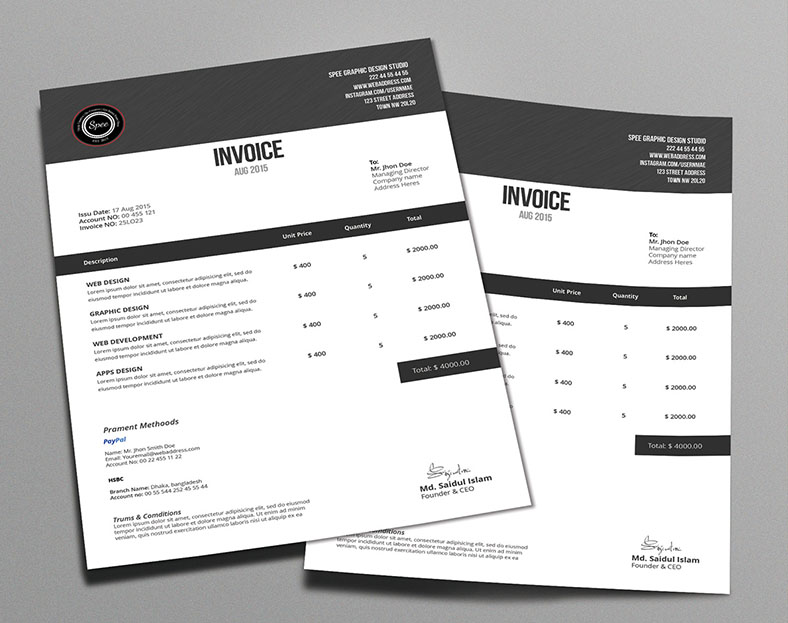 Spee
SPEE GRAPHIC DESIGN STUDIO
222 44 55 44 55
WWW.WEBADDRESS.COM
INSTAGRAM.COM/USERNMAE
123 STREET ADDRESS
TOWN NW 20L20
INVOICE
AUG 2015
To:
Mr. Jhon Doe
Managing Director
Company name
Address Heres
Issu Date: 17 Aug 2015
Account NO: 00 455 121
Invoice NO: 25LO23
Description Unit Price Quantity Total
WEB DESIGN $ 400 5 $ 2000.00
Lorem ipsum dolor sit amet, consectetur adipisicing elit, sed do
eiusmod tempor incididunt ut labore et dolore magna aliqua.
GRAPHIC DESIGN $ 400 5 $ 2000.00
Lorem ipsum dolor sit amet, consectetur adipisicing elit, sed do
eiusmod tempor incididunt ut labore et dolore magna aliqua.
WEB DEVELOPMENT $ 400 5 $ 2000.00
Lorem ipsum dolor sit amet, consectetur adipisicing elit, sed do
eiusmod tempor incididunt ut labore et dolore magna aliqua.
APPS DESIGN $ 400 5 $ 2000.00
Lorem ipsum dolor sit amet, consectetur adipisicing elit, sed do
eiusmod tempor incididunt ut labore et dolore magna aliqua.
Total: $ 4000.00
Prament Methoods
PayPal
Name: Mr. Jhon Smith Doe
Email: Youremail@webaddress.com
Account No: 00 22 455 11 22
HSBC
Branch Name: Dhaka, bangladesh
Account no: 00 55 544 252 45 55 44
Trums & Comditions
Lorem ipsum dolor sit amet, consectetur adipisicing elit, sed do eiusmod
tempor incididunt ut labore et dolore magna aliqua. Ut enim ad minim
veniam, quis nostrud exercitation ullamco laboris nisi ut aliquip ex ea
Md. Saidul Islam
Founder & CEO
SPEE GRAPHIC DESIGN STUDIO
222 44 55 44 55
WWW.WEBADDRESS.COM
INSTAGRAM.COM/USERNMAE
123 STREET ADDRESS
TOWN NW 20L20
INVOICE
AUG 2015
To:
Mr. Jhon Doe
Managing Director
Company name
Address Heres
Unit Price Quantity Total
sed do $ 400 5 $ 2000.00
aliqua.
$ 400 5 $ 2000.00
$ 400 5 $ 2000.00
$ 400 5 $ 2000.00
Total: $ 4000.00
amet, consectetur adipisicing elit, sed do eiusmod
ut labore et dolore magna aliqua. Ut enim ad minim
veniam, quis nostrud exercitation ullamco laboris nisi ut aliquip ex ea
Md. Saidul Islam
Founder & CEO